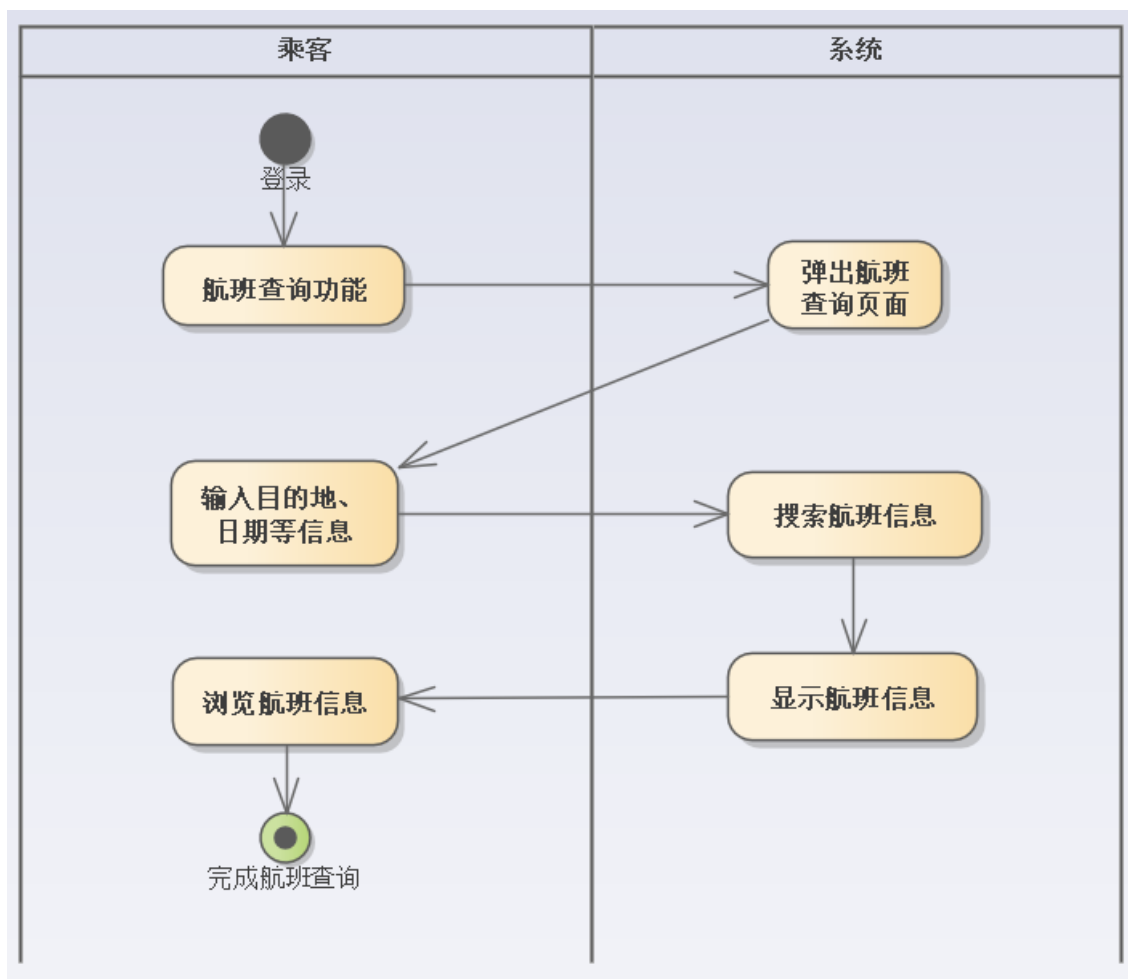 乘客
系统
登录
航班查询功能
弹出航班
查询页面
输入目的地、
日期等信息
搜索航班信息
浏览航班信息
显示航班信息
完成航班查询